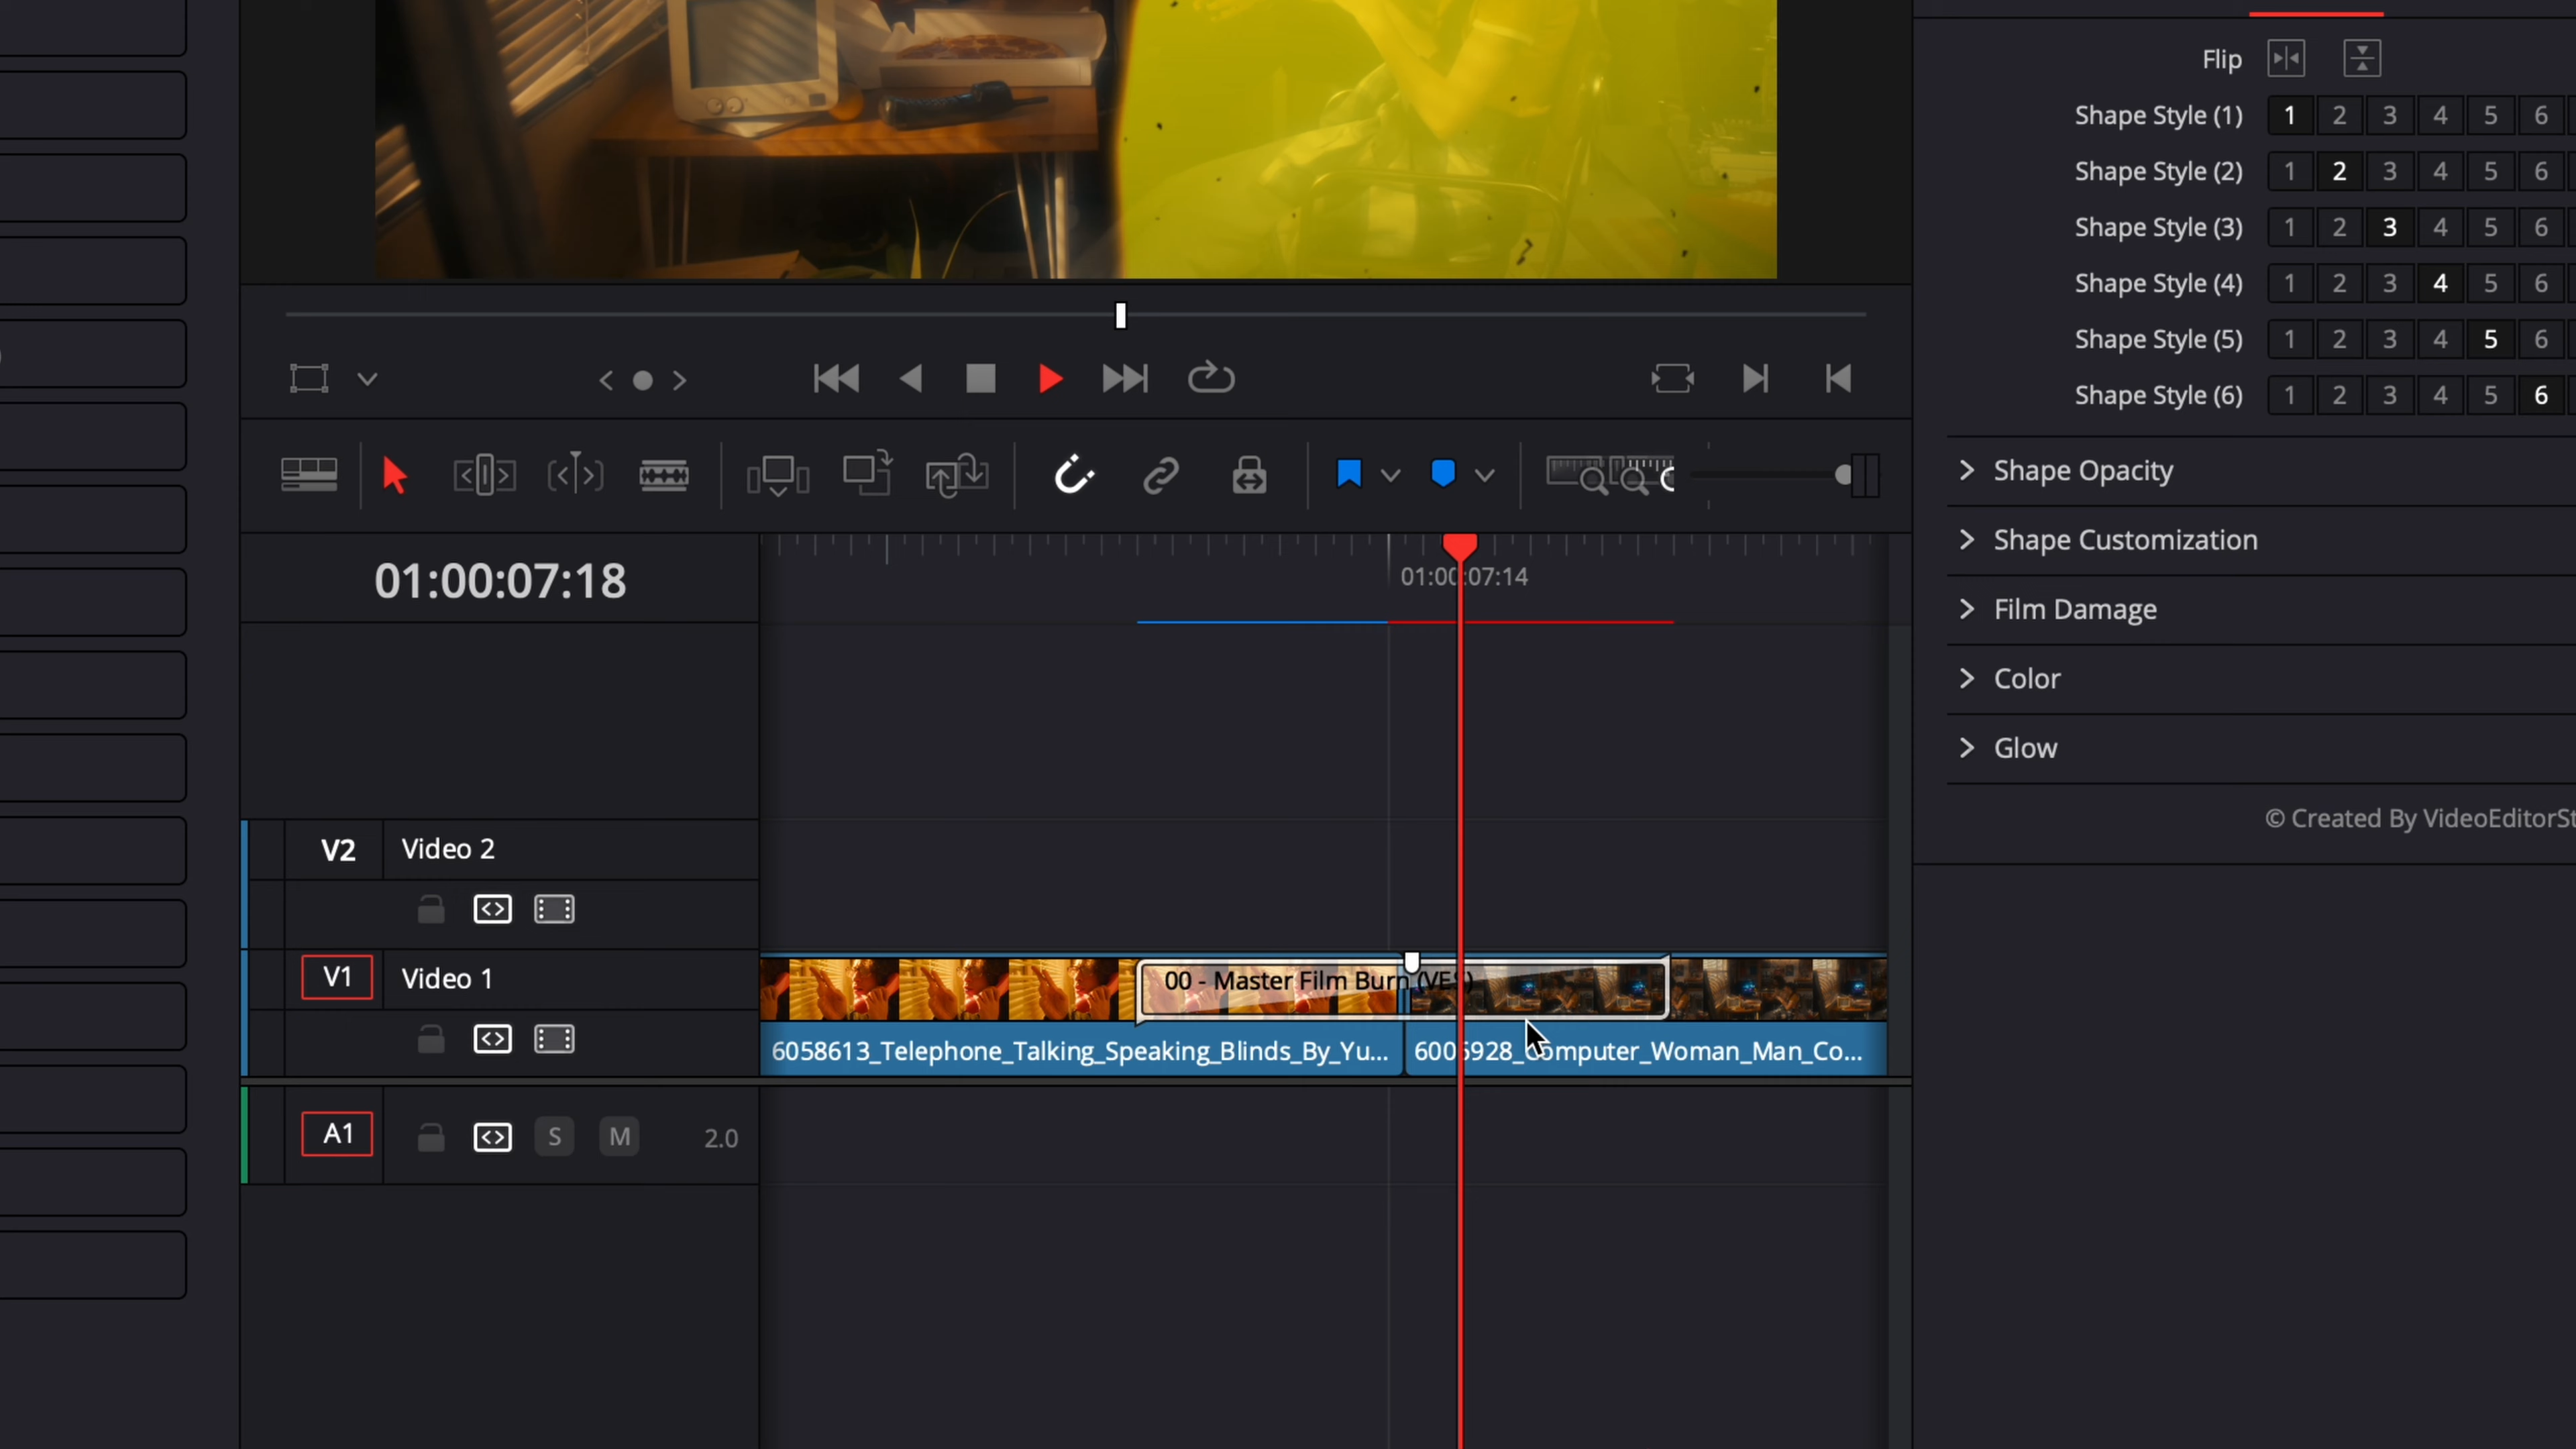 Flip
Shape Style (1) 1 2 3 4 5 6
Shape Style (2) 1 2 3 4 5 6
Shape Style (3) 1 2 3 4 5 6
Shape Style (4) 1 2 3 4 5 6
Shape Style (5) 1 2 3 4 5 6
Shape Style (6) 1 2 3 4 5 6
Shape Opacity
Shape Customization
Film Damage
Color
Glow
© Created By VideoEditorSt
01:00:07:18
01:00:07:14
V2 Video 2
V1 Video 1
00 - Master Film Burn (VES)
6058613_Telephone_Talking_Speaking_Blinds_By_Yu...
6005928_Computer_Woman_Man_Co...
A1 S M 2.0